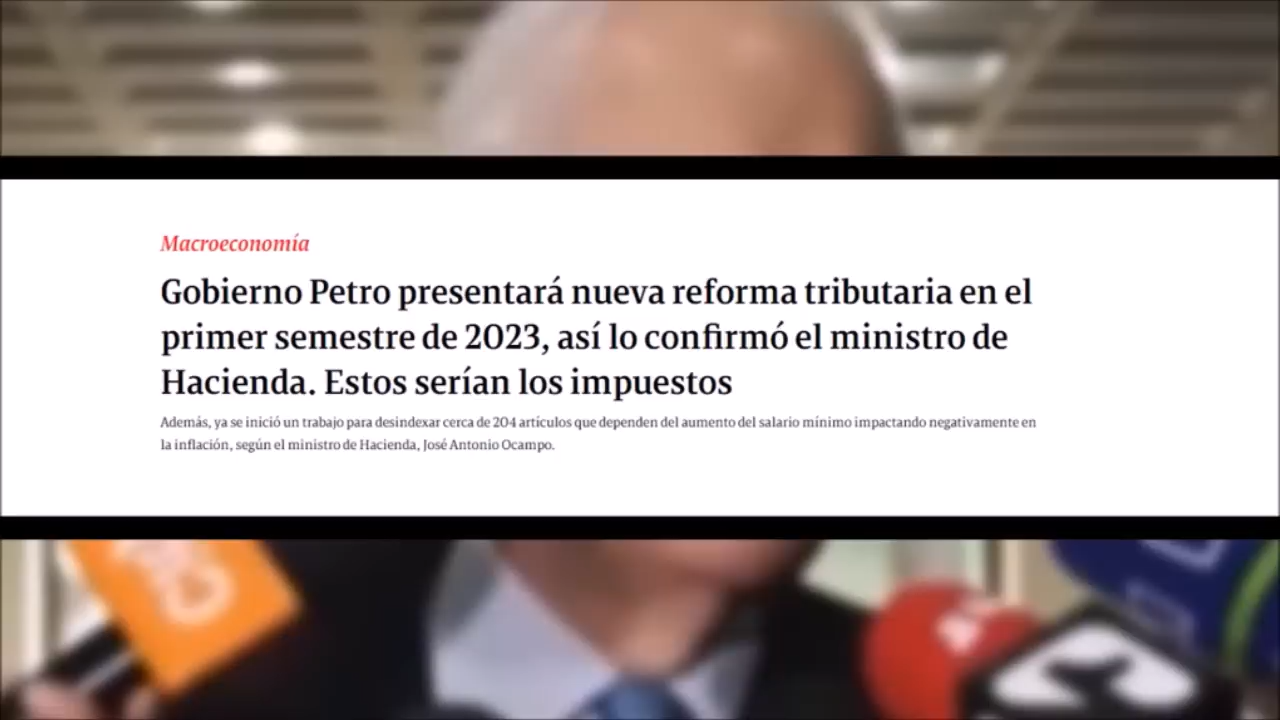 Macroeconomía
Gobierno Petro presentará nueva reforma tributaria en el
primer semestre de 2023, así lo confirmó el ministro de
Hacienda. Estos serían los impuestos
Además, ya se inició un trabajo para desindexar cerca de 204 artículos que dependen del aumento del salario mínimo impactando negativamente en
la inflación, según el ministro de Hacienda, José Antonio Ocampo.